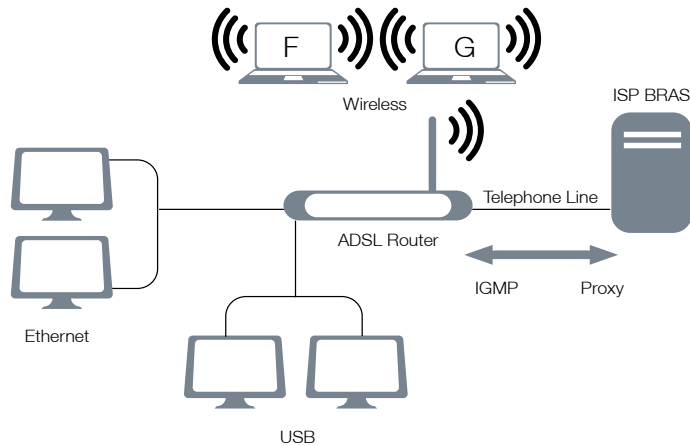 F
G
Wireless
ISP BRAS
Telephone Line
ADSL Router
IGMP
Proxy
Ethernet
USB